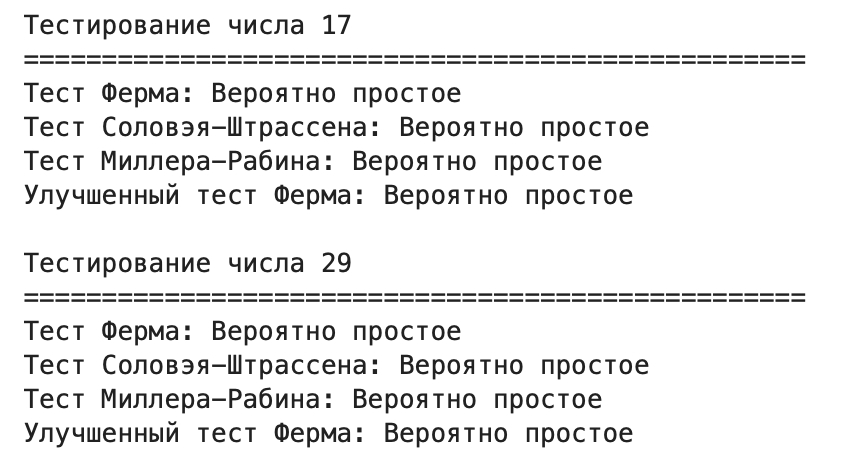 Тестирование числа 17
==================================================
Тест Ферма: Вероятно простое
Тест Соловэя-Штрассена: Вероятно простое
Тест Миллера-Рабина: Вероятно простое
Улучшенный тест Ферма: Вероятно простое
Тестирование числа 29
==================================================
Тест Ферма: Вероятно простое
Тест Соловэя-Штрассена: Вероятно простое
Тест Миллера-Рабина: Вероятно простое
Улучшенный тест Ферма: Вероятно простое